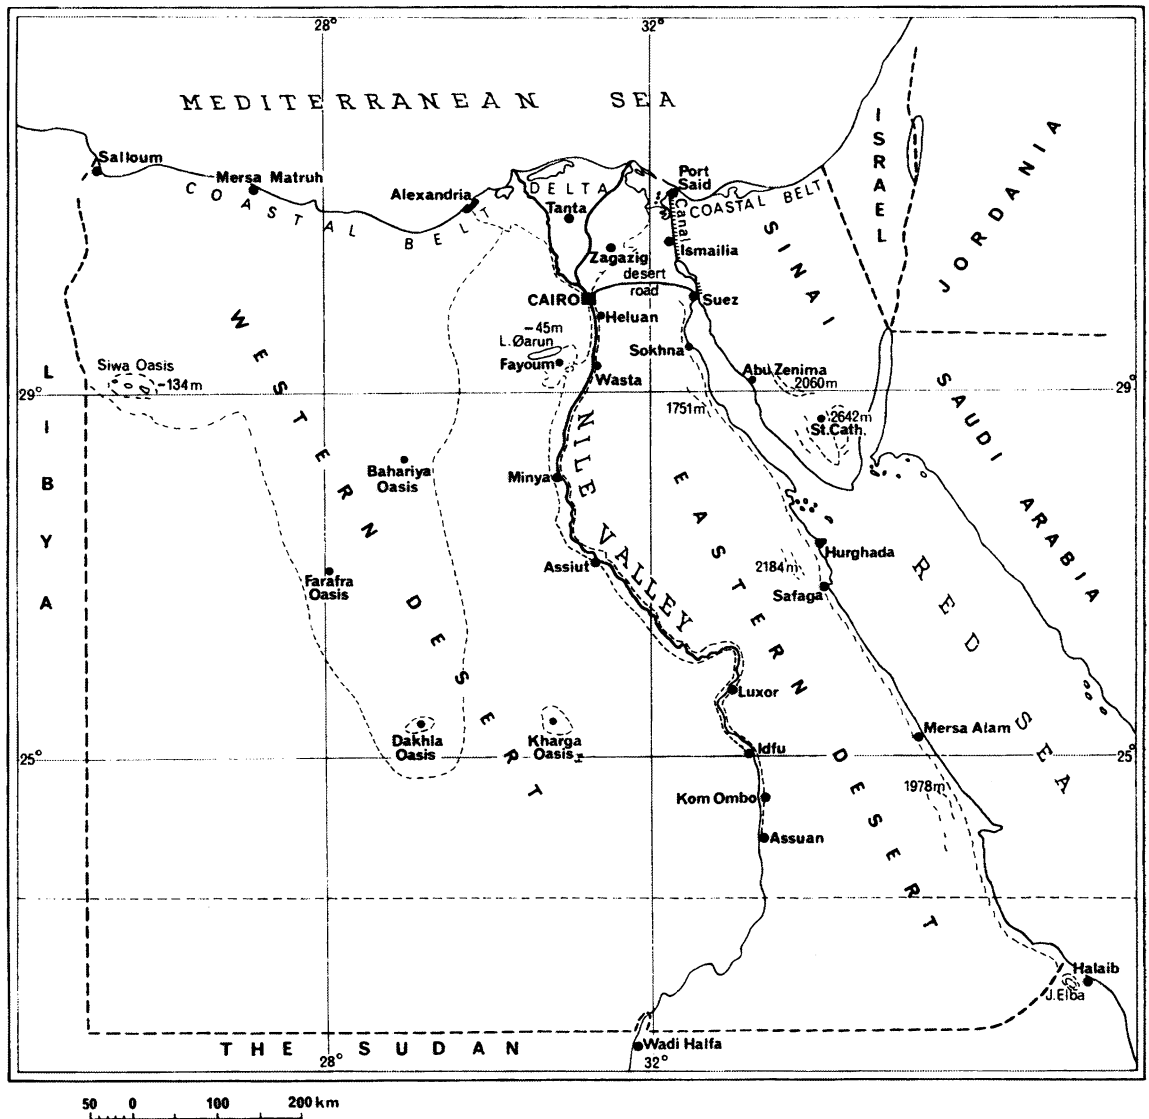 28°
32°
MEDITERRANEAN SEA
ISRAEL
JORDANIA
Salloum
Mersa Matruh
COASTAL BELT
Alexandria
DELTA
Tanta
Port
Said
COASTAL BELT
Canal
Zagazig
Ismailia
SINAI
desert
road
CAIRO
Suez
Heluan
-45m
L.Øarun
Fayoum
Sokhna
Wasta
Abu Zenima
2060m
Siwa Oasis
-134m
29°
29°
1751m
2642m
St.Cath.
LIBYA
WESTERN DESERT
NILE VALLEY
EASTERN DESERT
SAUDI ARABIA
RED SEA
Bahariya
Oasis
Minya
Assiut
Farafra
Oasis
Hurghada
2184m
Safaga
Luxor
Dakhla
Oasis
Kharga
Oasis
Mersa Alam
Idfu
25°
25°
Kom Ombo
1978m
Assuan
Halaib
J.Elba
THE SUDAN
Wadi Halfa
28°
32°
50 0 100 200 km